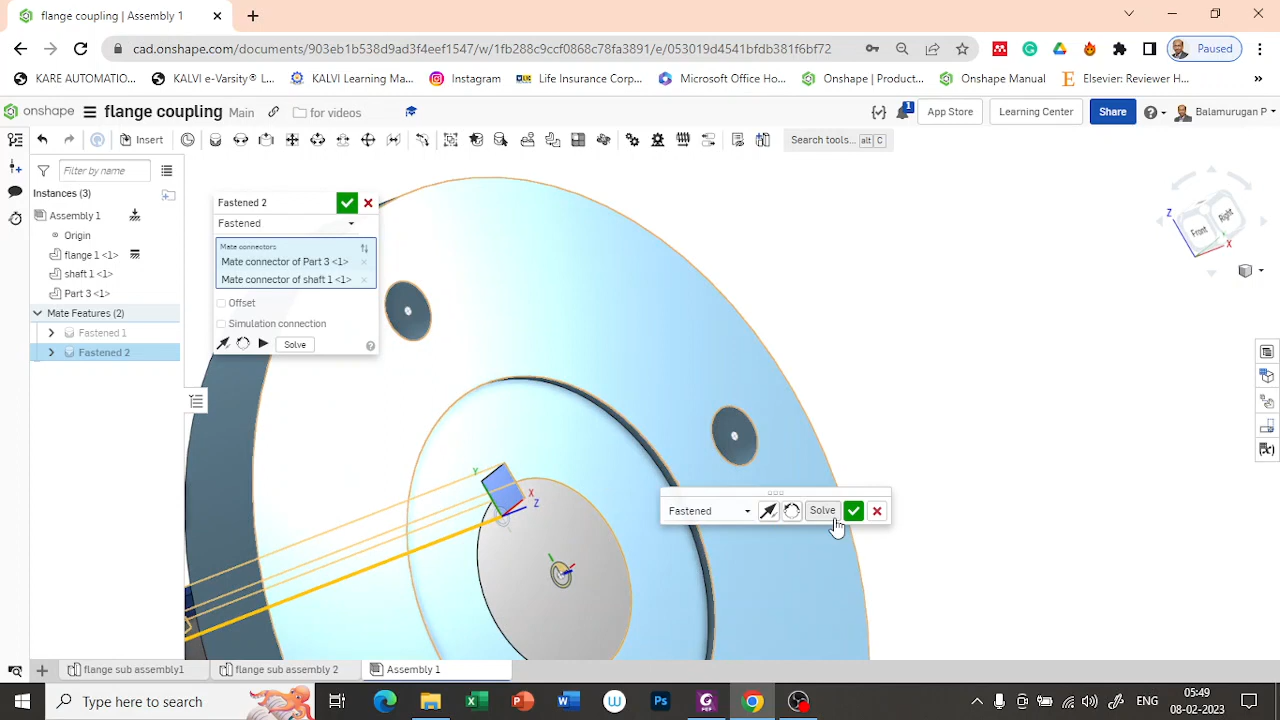 flange coupling | Assembly 1
cad.onshape.com/documents/903eb1b538d9ad3f4eef1547/w/1fb288c9ccf0868c78fa3891/e/053019d4541bfdb381f6bf72
Paused
KARE AUTOMATIO...
KALVI e-Varsity ® L...
KALVI Learning Ma...
Instagram
Life Insurance Corp...
Microsoft Office Ho...
Onshape | Product...
Onshape Manual
Elsevier: Reviewer H...
onshape
flange coupling
Main
for videos
1
App Store
Learning Center
Share
Balamurugan P
Insert
Search tools...
alt C
Filter by name
Instances (3)
Assembly 1
Origin
flange 1 <1>
shaft 1 <1>
Part 3 <1>
Mate Features (2)
Fastened 1
Fastened 2
Fastened 2
Fastened
Mate connectors:
Mate connector of Part 3 <1>
Mate connector of shaft 1 <1>
Offset
Simulation connection
Solve
Z
Front
Right
X
Y
X
Z
Fastened
Solve
flange sub assembly1
flange sub assembly 2
Assembly 1
Type here to search
ENG
05:49
08-02-2023